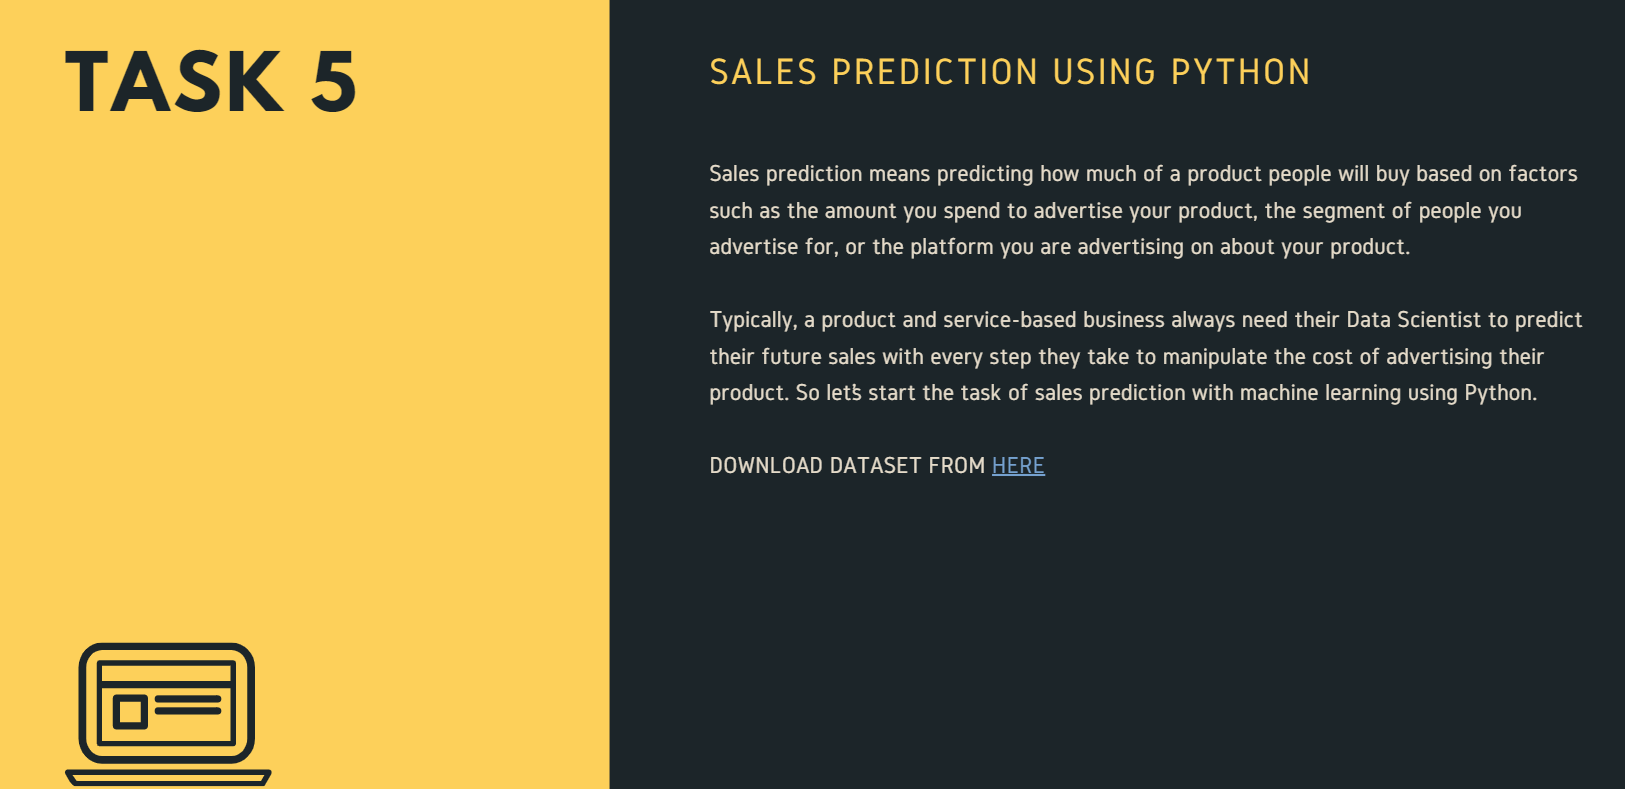 TASK 5
SALES PREDICTION USING PYTHON
Sales prediction means predicting how much of a product people will buy based on factors
such as the amount you spend to advertise your product, the segment of people you
advertise for, or the platform you are advertising on about your product.
Typically, a product and service-based business always need their Data Scientist to predict
their future sales with every step they take to manipulate the cost of advertising their
product. So let's start the task of sales prediction with machine learning using Python.
DOWNLOAD DATASET FROM HERE